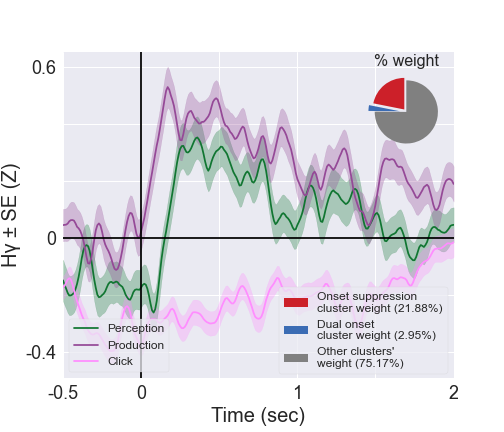 % weight
0.6
0
-0.4
Hγ ± SE (Z)
Perception
Production
Click
Onset suppression
cluster weight (21.88%)
Dual onset
cluster weight (2.95%)
Other clusters'
weight (75.17%)
-0.5
0
1
2
Time (sec)